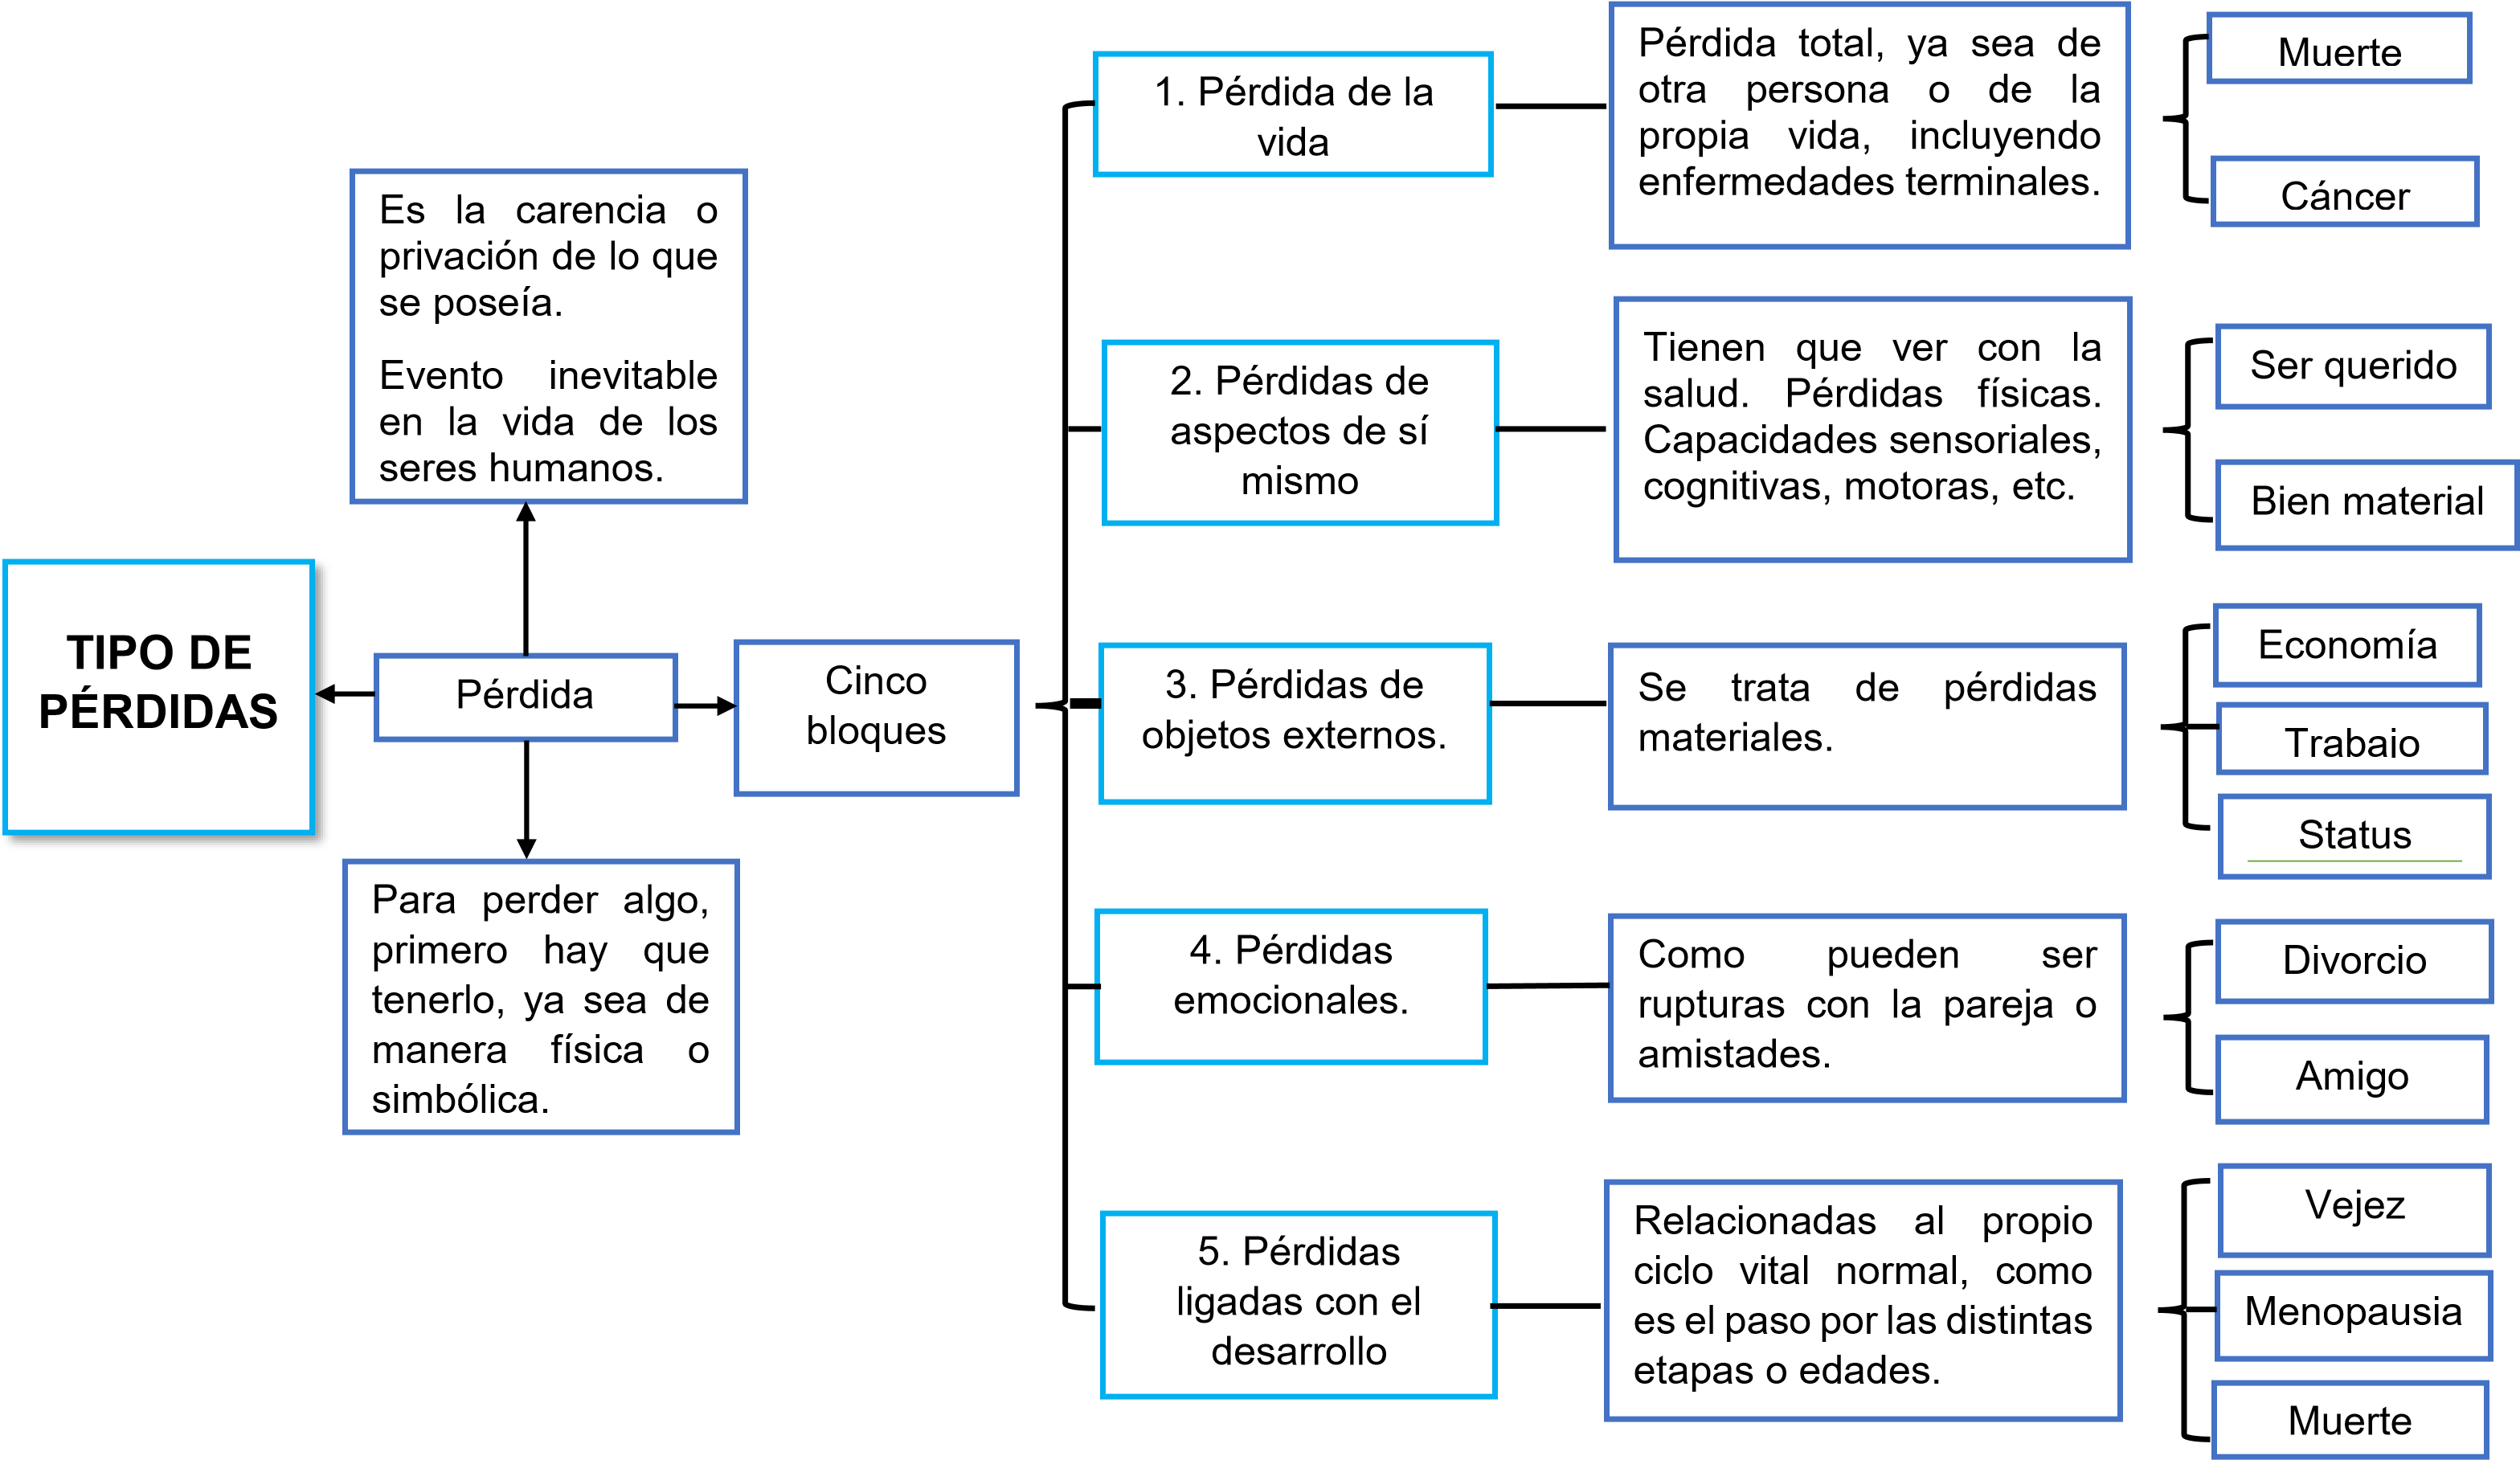 TIPO DE
PÉRDIDAS
Es la carencia o
privación de lo que
se poseía.
Evento inevitable
en la vida de los
seres humanos.
Pérdida
Para perder algo,
primero hay que
tenerlo, ya sea de
manera física o
simbólica.
Cinco
bloques
1. Pérdida de la
vida
Pérdida total, ya sea de
otra persona o de la
propia vida, incluyendo
enfermedades terminales.
Muerte
Cáncer
2. Pérdidas de
aspectos de sí
mismo
Tienen que ver con la
salud. Pérdidas físicas.
Capacidades sensoriales,
cognitivas, motoras, etc.
Ser querido
Bien material
3. Pérdidas de
objetos externos.
Se trata de pérdidas
materiales.
Economía
Trabajo
Status
4. Pérdidas
emocionales.
Como pueden ser
rupturas con la pareja o
amistades.
Divorcio
Amigo
5. Pérdidas
ligadas con el
desarrollo
Relacionadas al propio
ciclo vital normal, como
es el paso por las distintas
etapas o edades.
Vejez
Menopausia
Muerte